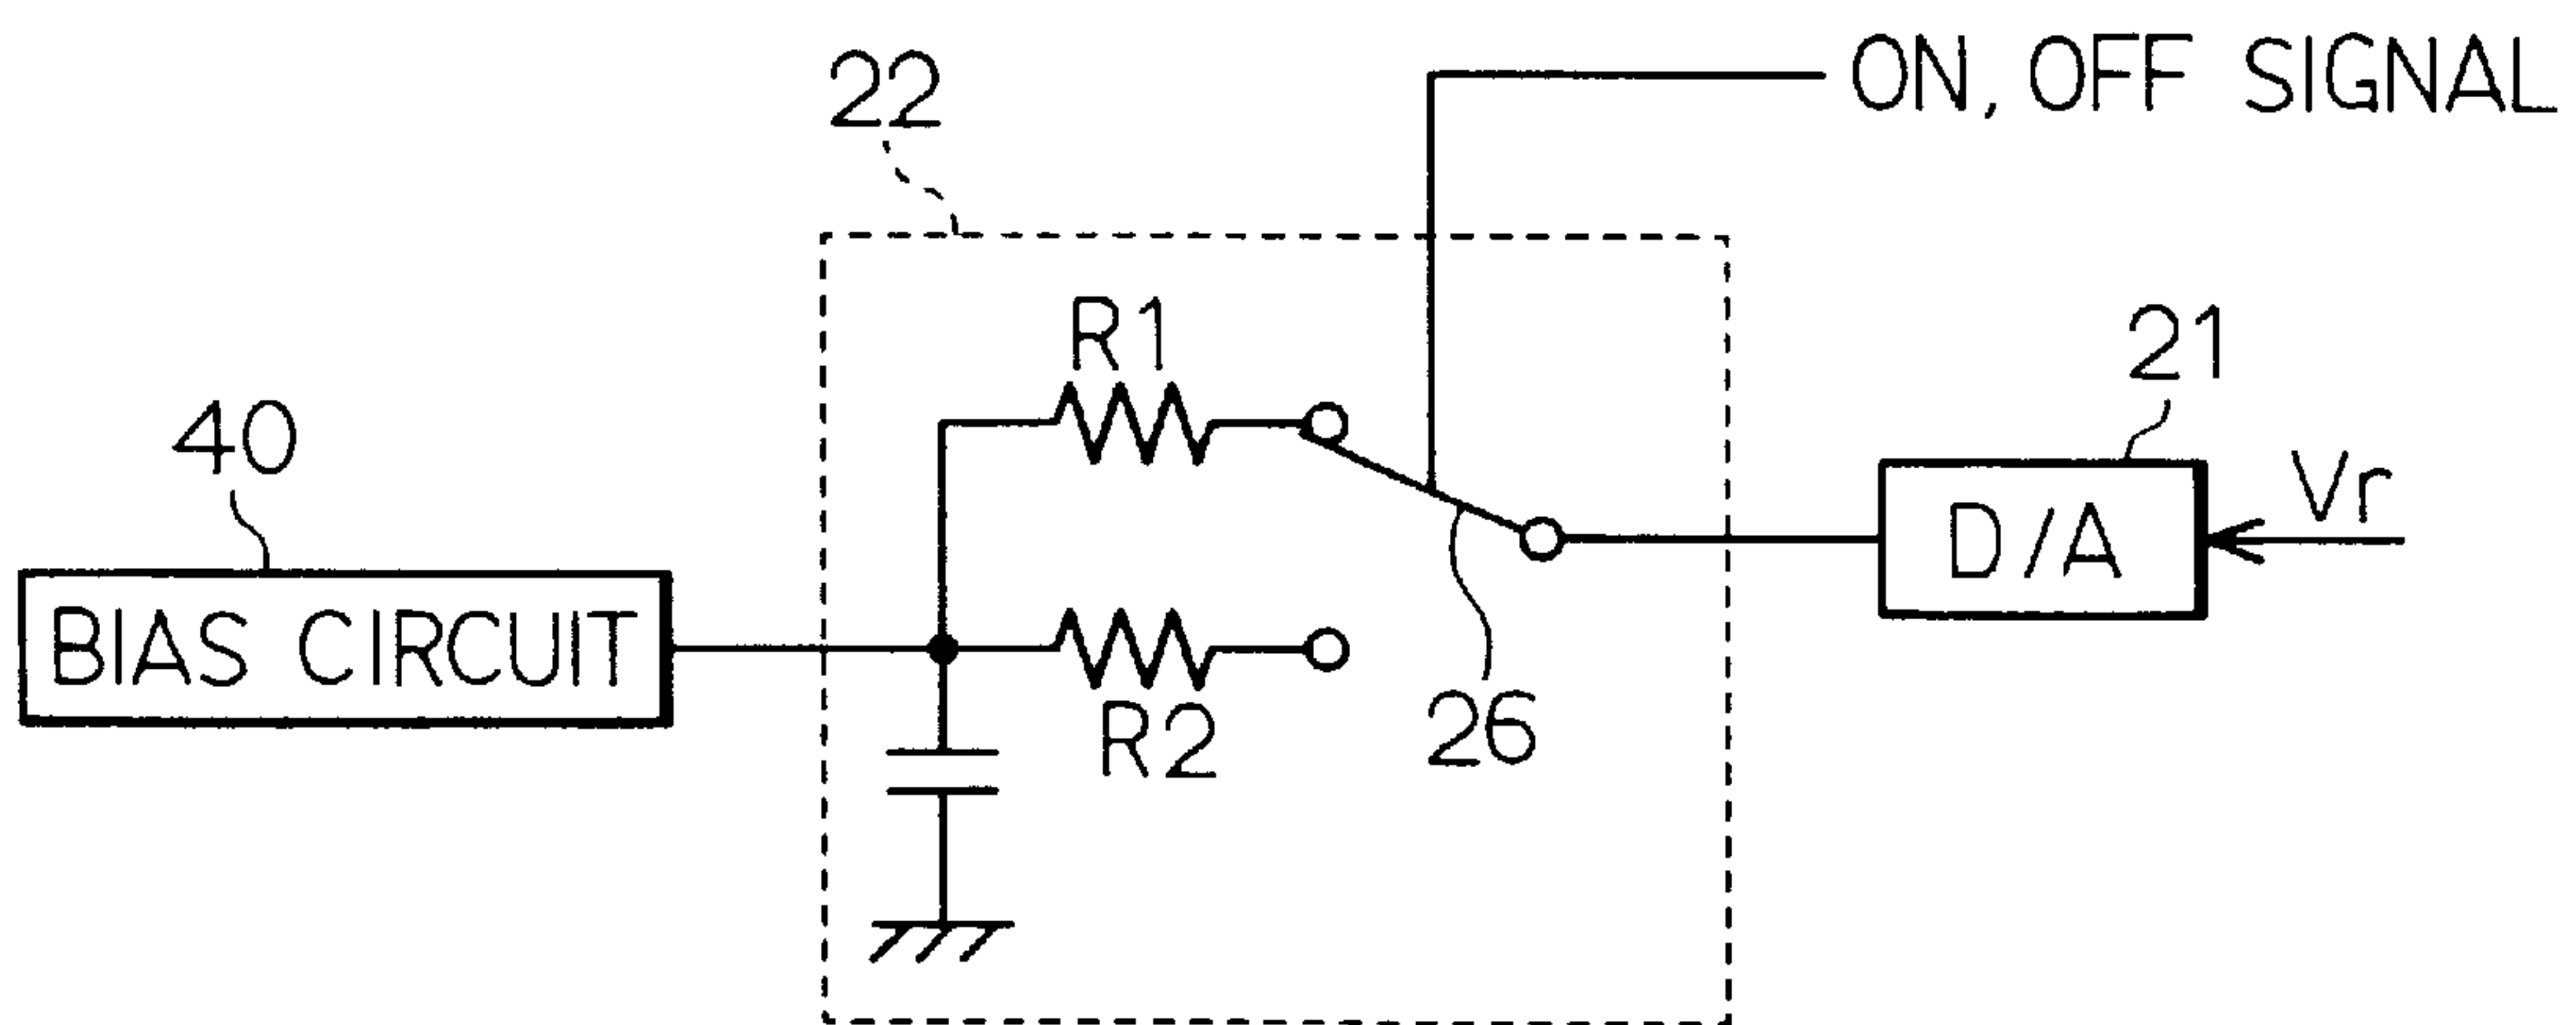 ON, OFF SIGNAL
22
R1
21
40
Vr
D/A
BIAS CIRCUIT
R2
26